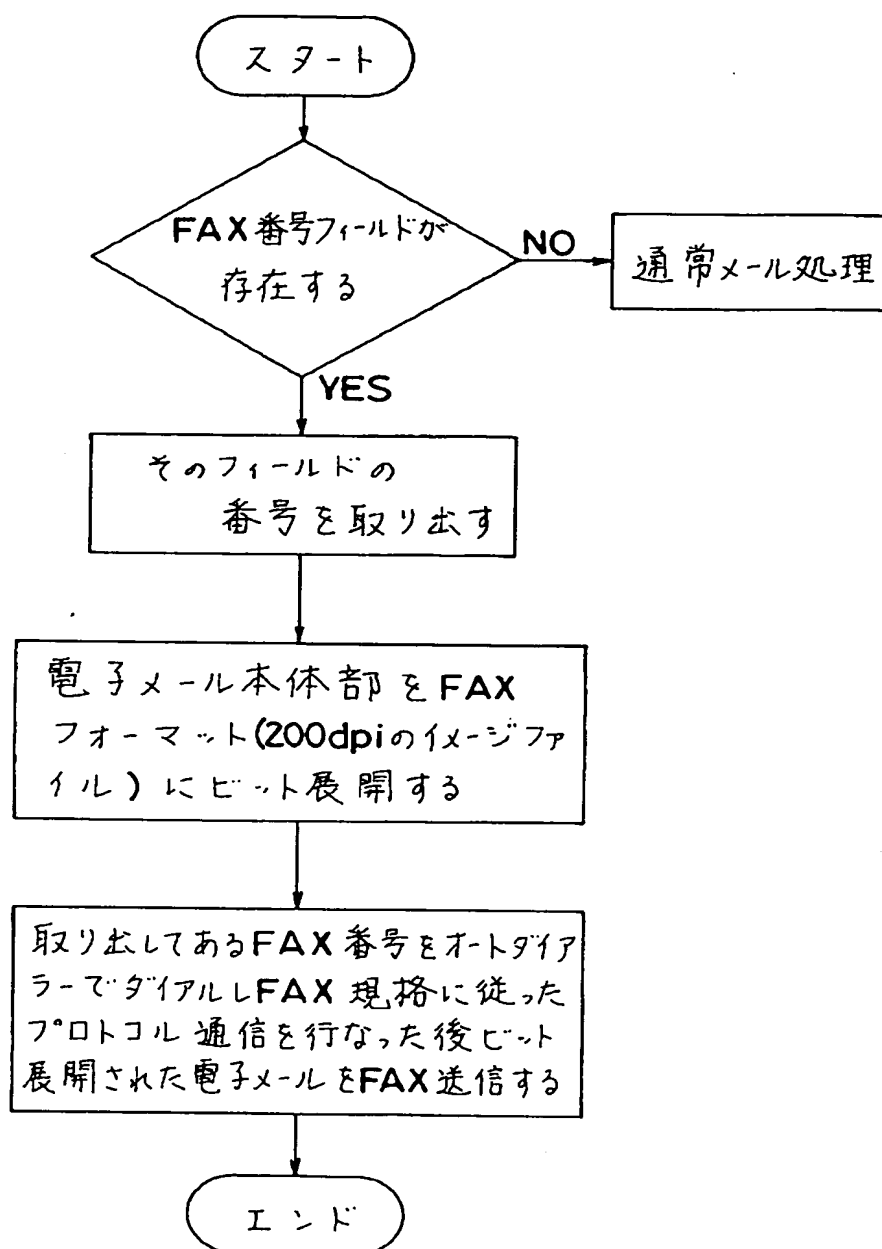 スタート
FAX番号フィールドが
存在する
NO
通常メール処理
YES
そのフィールドの
番号を取り出す
電子メール本体部をFAX
フォーマット(200dpiのイメージファ
イル)にビット展開する
取り出してあるFAX番号をオートダイア
ラーでダイアルしFAX規格に従った
プロトコル通信を行なった後ビット
展開された電子メールをFAX送信する
エンド